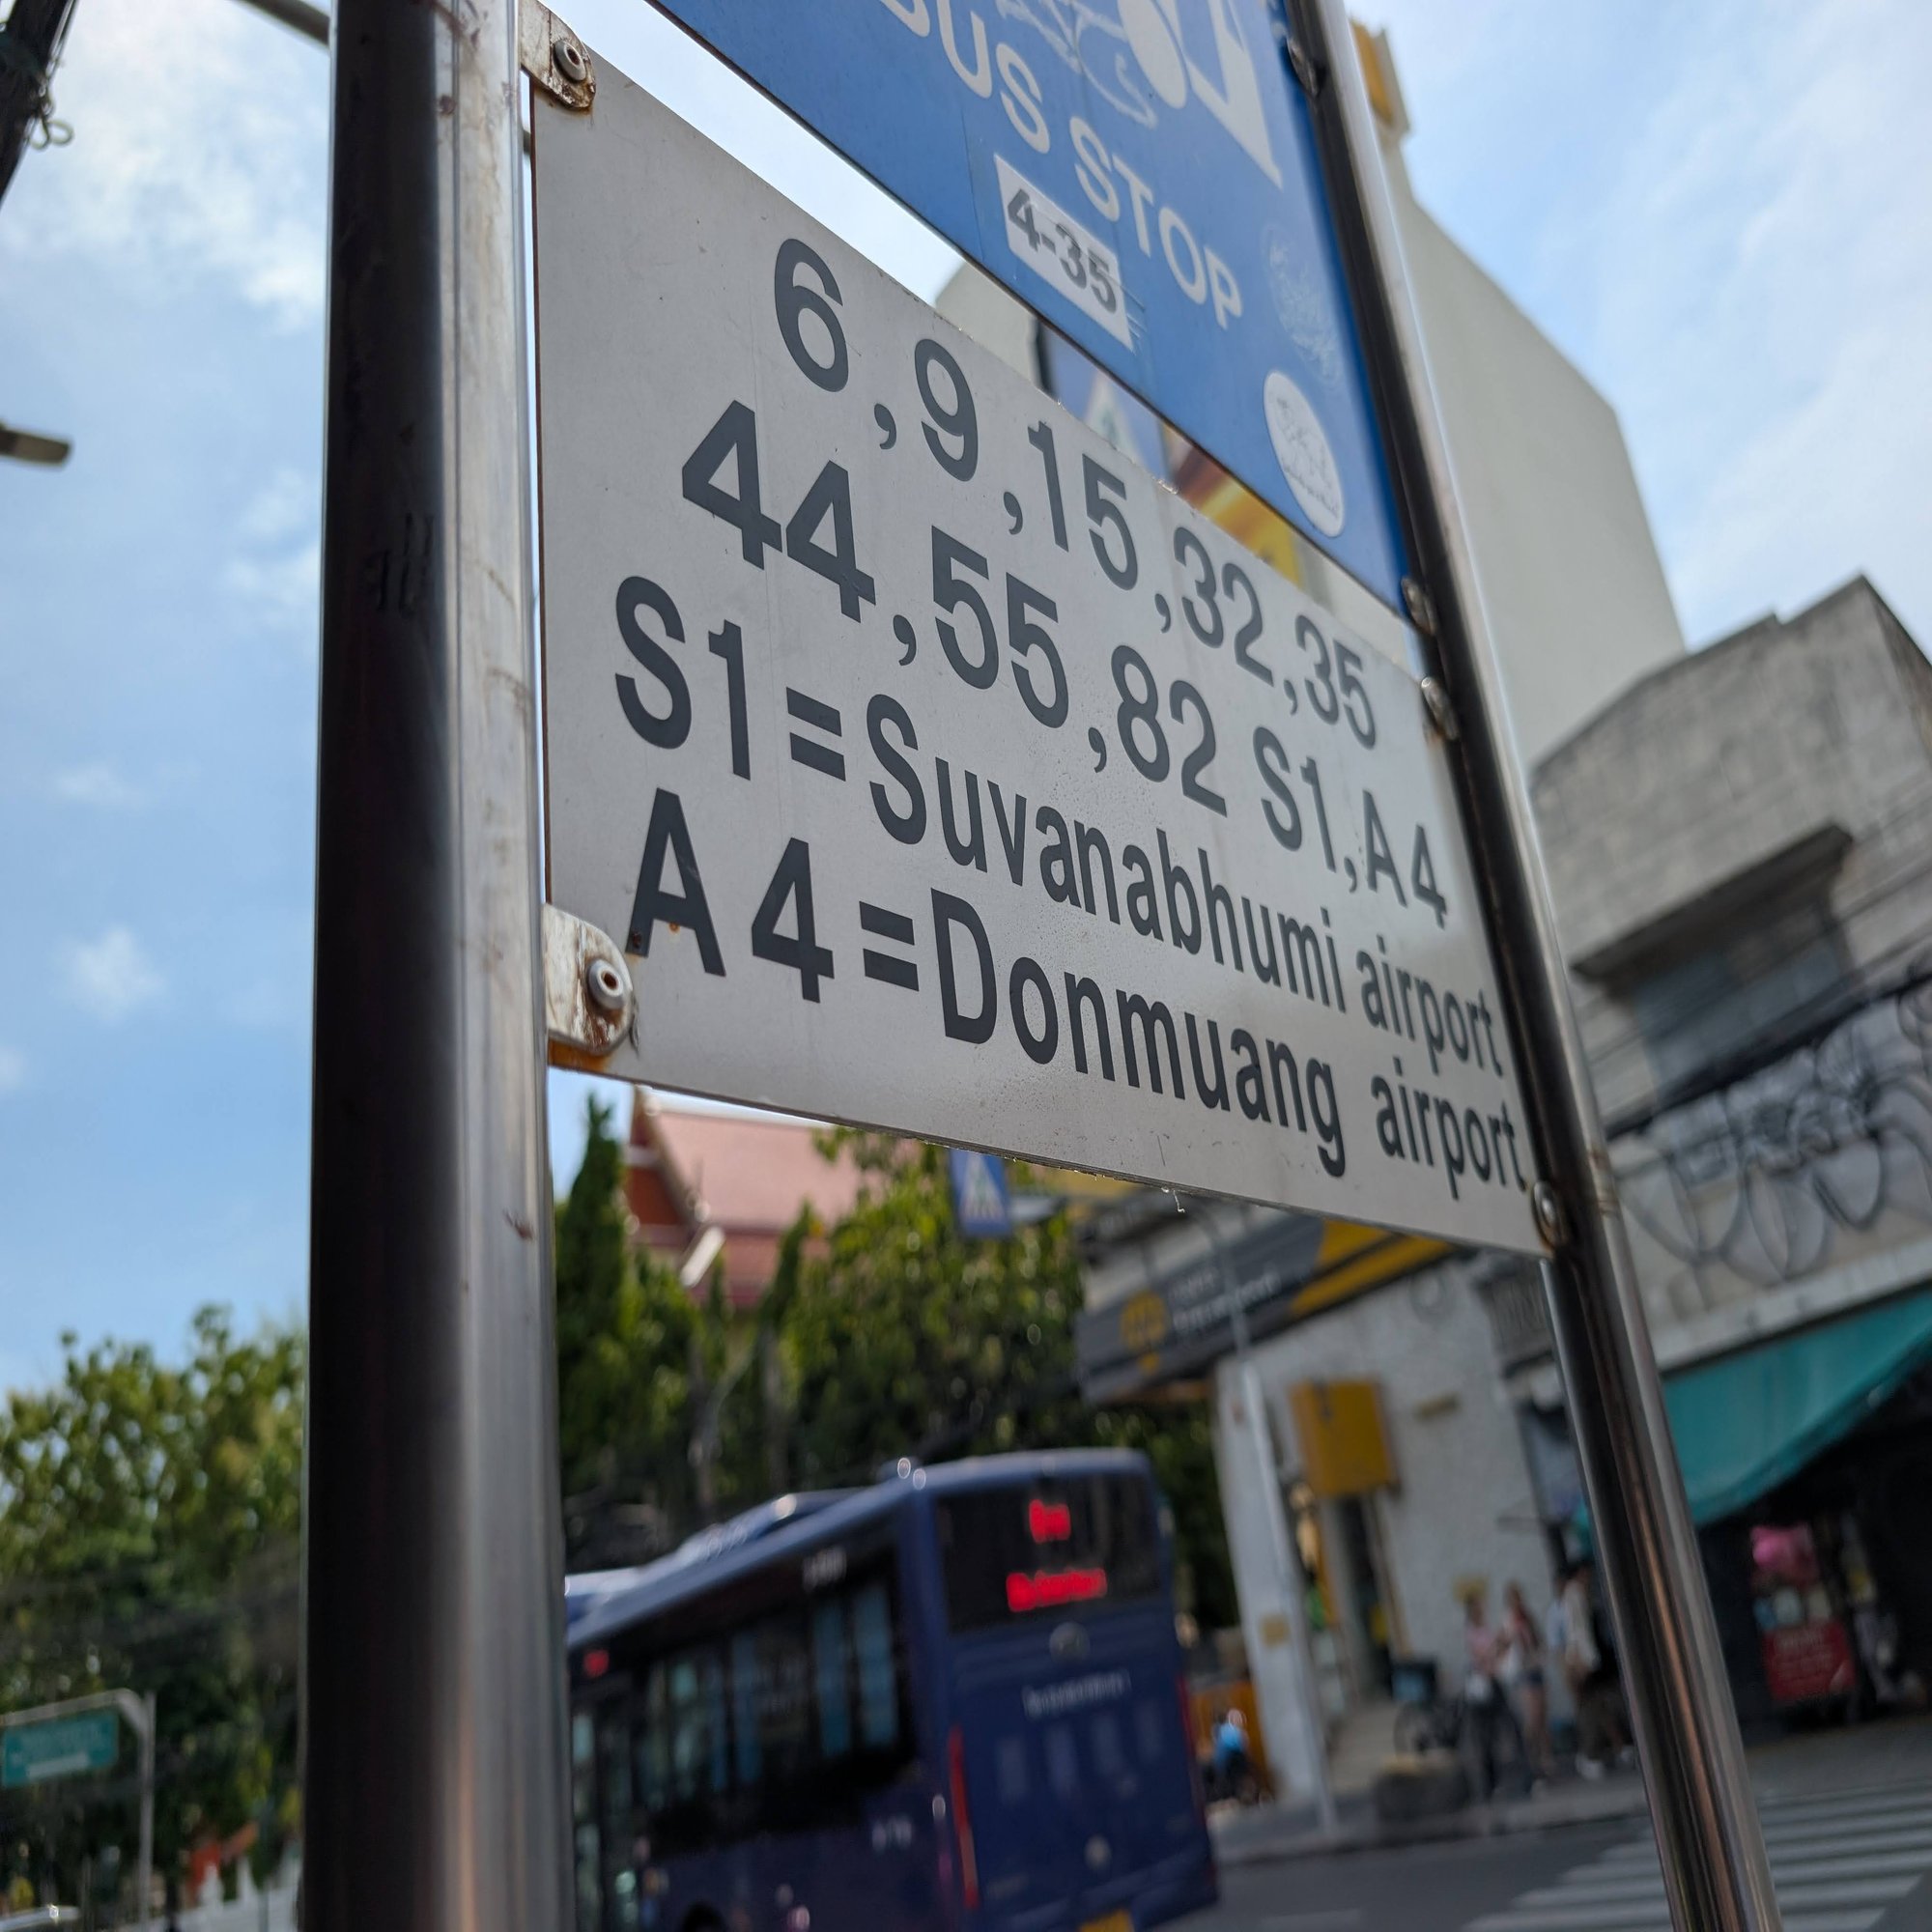 BUS STOP
4-35
6,9,15,32,35
44,55,82 S1,A4
S1=Suvanabhumi airport
A4=Donmuang airport